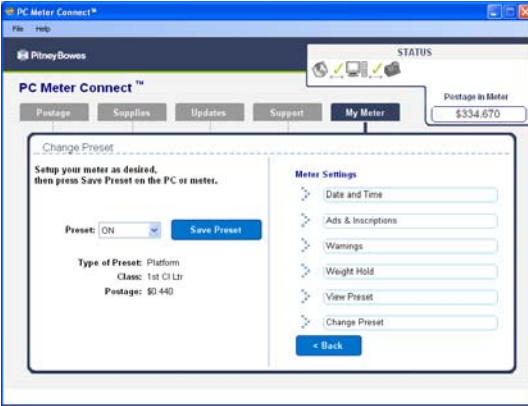 PC Meter Connect™
File Help
PitneyBowes
STATUS
PC Meter Connect ™
Postage in Meter
$334.670
Postage Supplies Updates Support My Meter
Change Preset
Setup your meter as desired,
then press Save Preset on the PC or meter.
Preset: ON Save Preset
Type of Preset: Platform
Class: 1st Cl Ltr
Postage: $0.440
Meter Settings
Date and Time
Ads & Inscriptions
Warnings
Weight Hold
View Preset
Change Preset
< Back